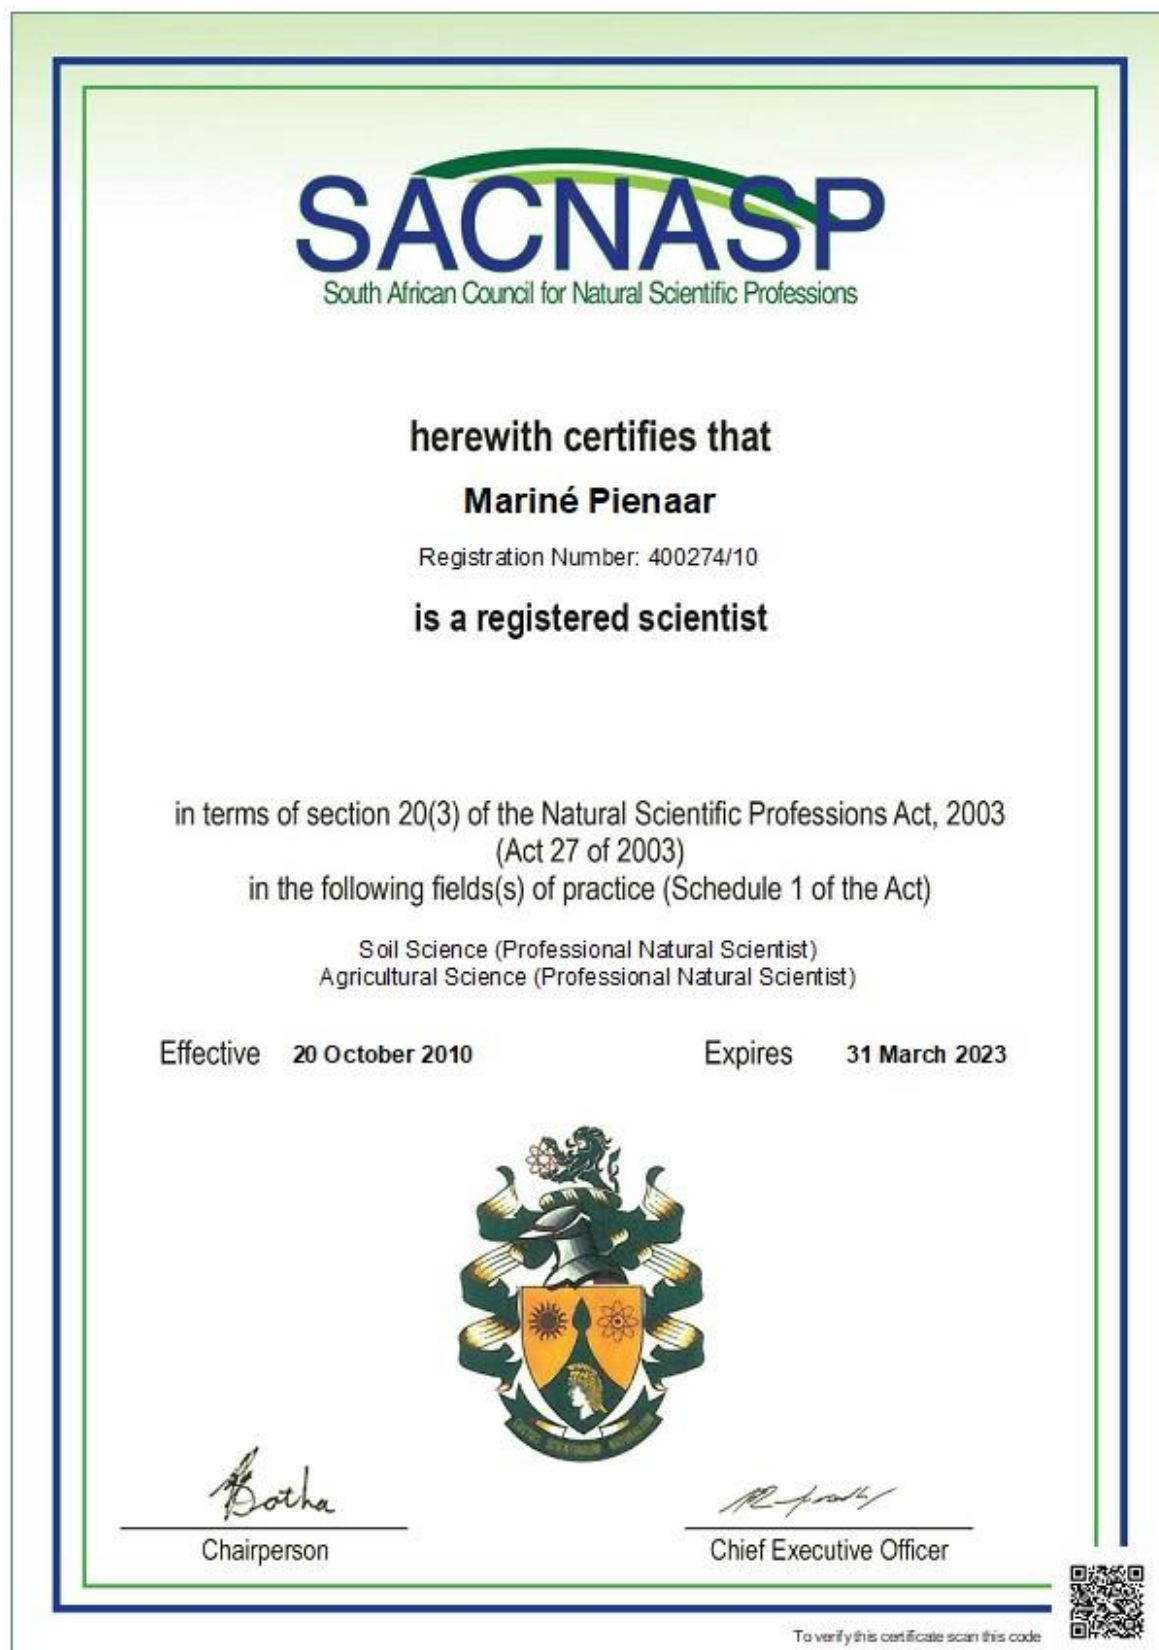 SACNASP
South African Council for Natural Scientific Professions
herewith certifies that
Mariné Pienaar
Registration Number: 400274/10
is a registered scientist
in terms of section 20(3) of the Natural Scientific Professions Act, 2003
(Act 27 of 2003)
in the following fields(s) of practice (Schedule 1 of the Act)
Soil Science (Professional Natural Scientist)
Agricultural Science (Professional Natural Scientist)
Effective 20 October 2010 Expires 31 March 2023
Botha
Chairperson Chief Executive Officer
To verify this certificate scan this code